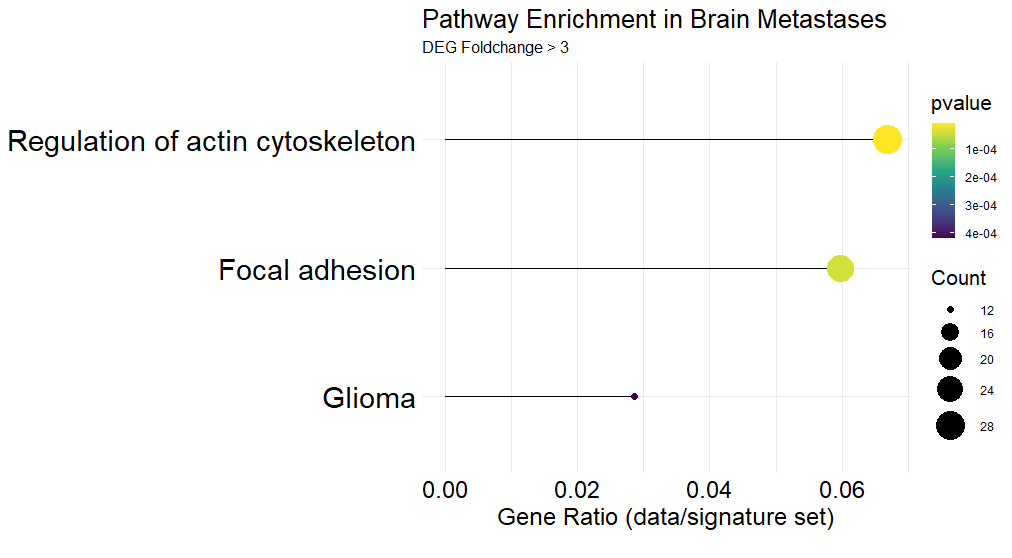 Pathway Enrichment in Brain Metastases
DEG Foldchange > 3
Regulation of actin cytoskeleton
Focal adhesion
Glioma
0.00 0.02 0.04 0.06
Gene Ratio (data/signature set)
pvalue
1e-04
2e-04
3e-04
4e-04
Count
12
16
20
24
28